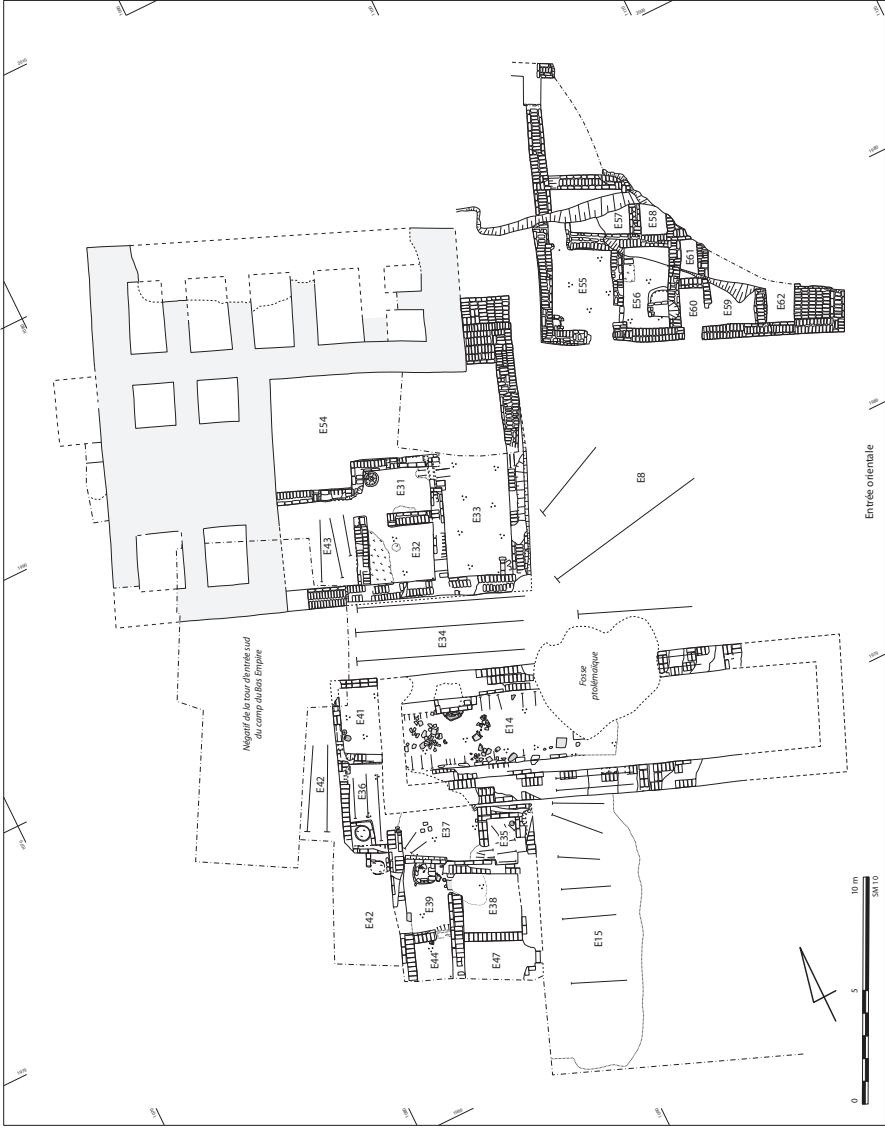 E54
E31
E43
E32
E33
E34
E41
E42
E36
E14
E37
E35
E42
E39
E38
E44
E47
E15
E8
E55
E56
E57
E58
E61
E60
E59
E62
Négatif de la tour d'entrée sud
du camp du Bas Empire
Fosse
ptolémaïque
Entrée orientale
0
5
10 m
SM 10